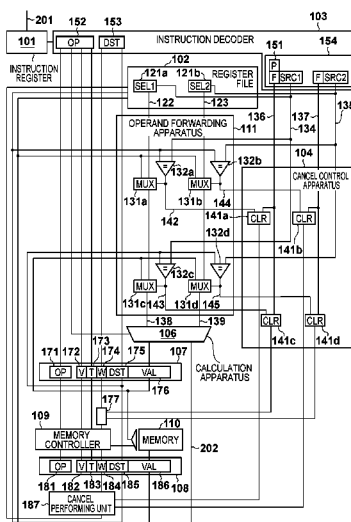 201
152 153 103
101 OP DST INSTRUCTION DECODER
INSTRUCTION REGISTER
102 151 154
121a 121b REGISTER FILE P
SEL1 SEL2 F SRC1 F SRC2
122 123 136 137 135
134
OPERAND FORWARDING APPARATUS 111
104
= = 132b CANCEL CONTROL APPARATUS
132a
MUX MUX 144
131a 131b 141a CLR CLR
142
132d 141b
= =
132c
MUX MUX
131c 143 131d 145 CLR CLR
138 139 141c 141d
106
173 CALCULATION APPARATUS
171 172 174 175 107
OP V T W DST VAL
176
177
109 110
MEMORY CONTROLLER MEMORY 202
OP V T W DST VAL
181 182 183 184 185 186 108
187 CANCEL PERFORMING UNIT